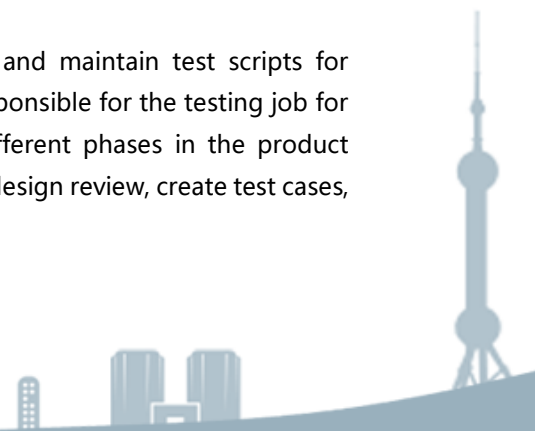 and maintain test scripts for
ponsible for the testing job for
fferent phases in the product
design review, create test cases,